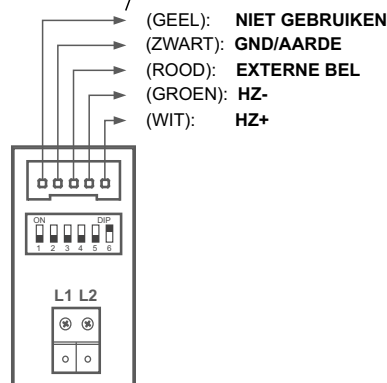 (GEEL): NIET GEBRUIKEN
(ZWART): GND/AARDE
(ROOD): EXTERNE BEL
(GROEN): HZ-
(WIT): HZ+
ON DIP
1 2 3 4 5 6
L1 L2